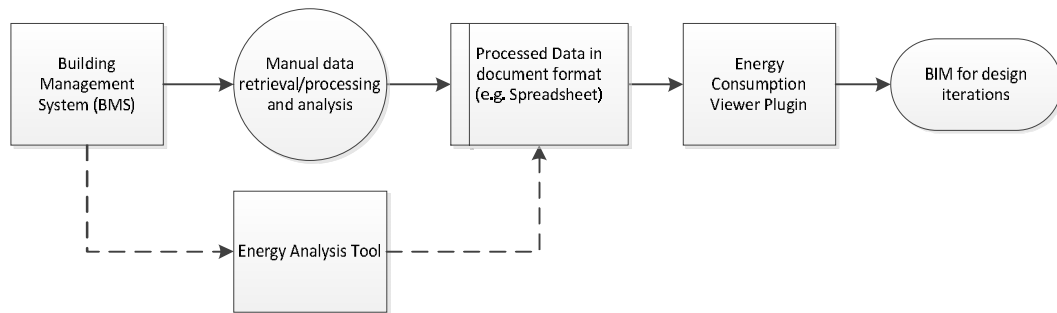 Building
Management
System (BMS)
Manual data
retrieval/processing
and analysis
Processed Data in
document format
(e.g. Spreadsheet)
Energy
Consumption
Viewer Plugin
BIM for design
iterations
Energy Analysis Tool